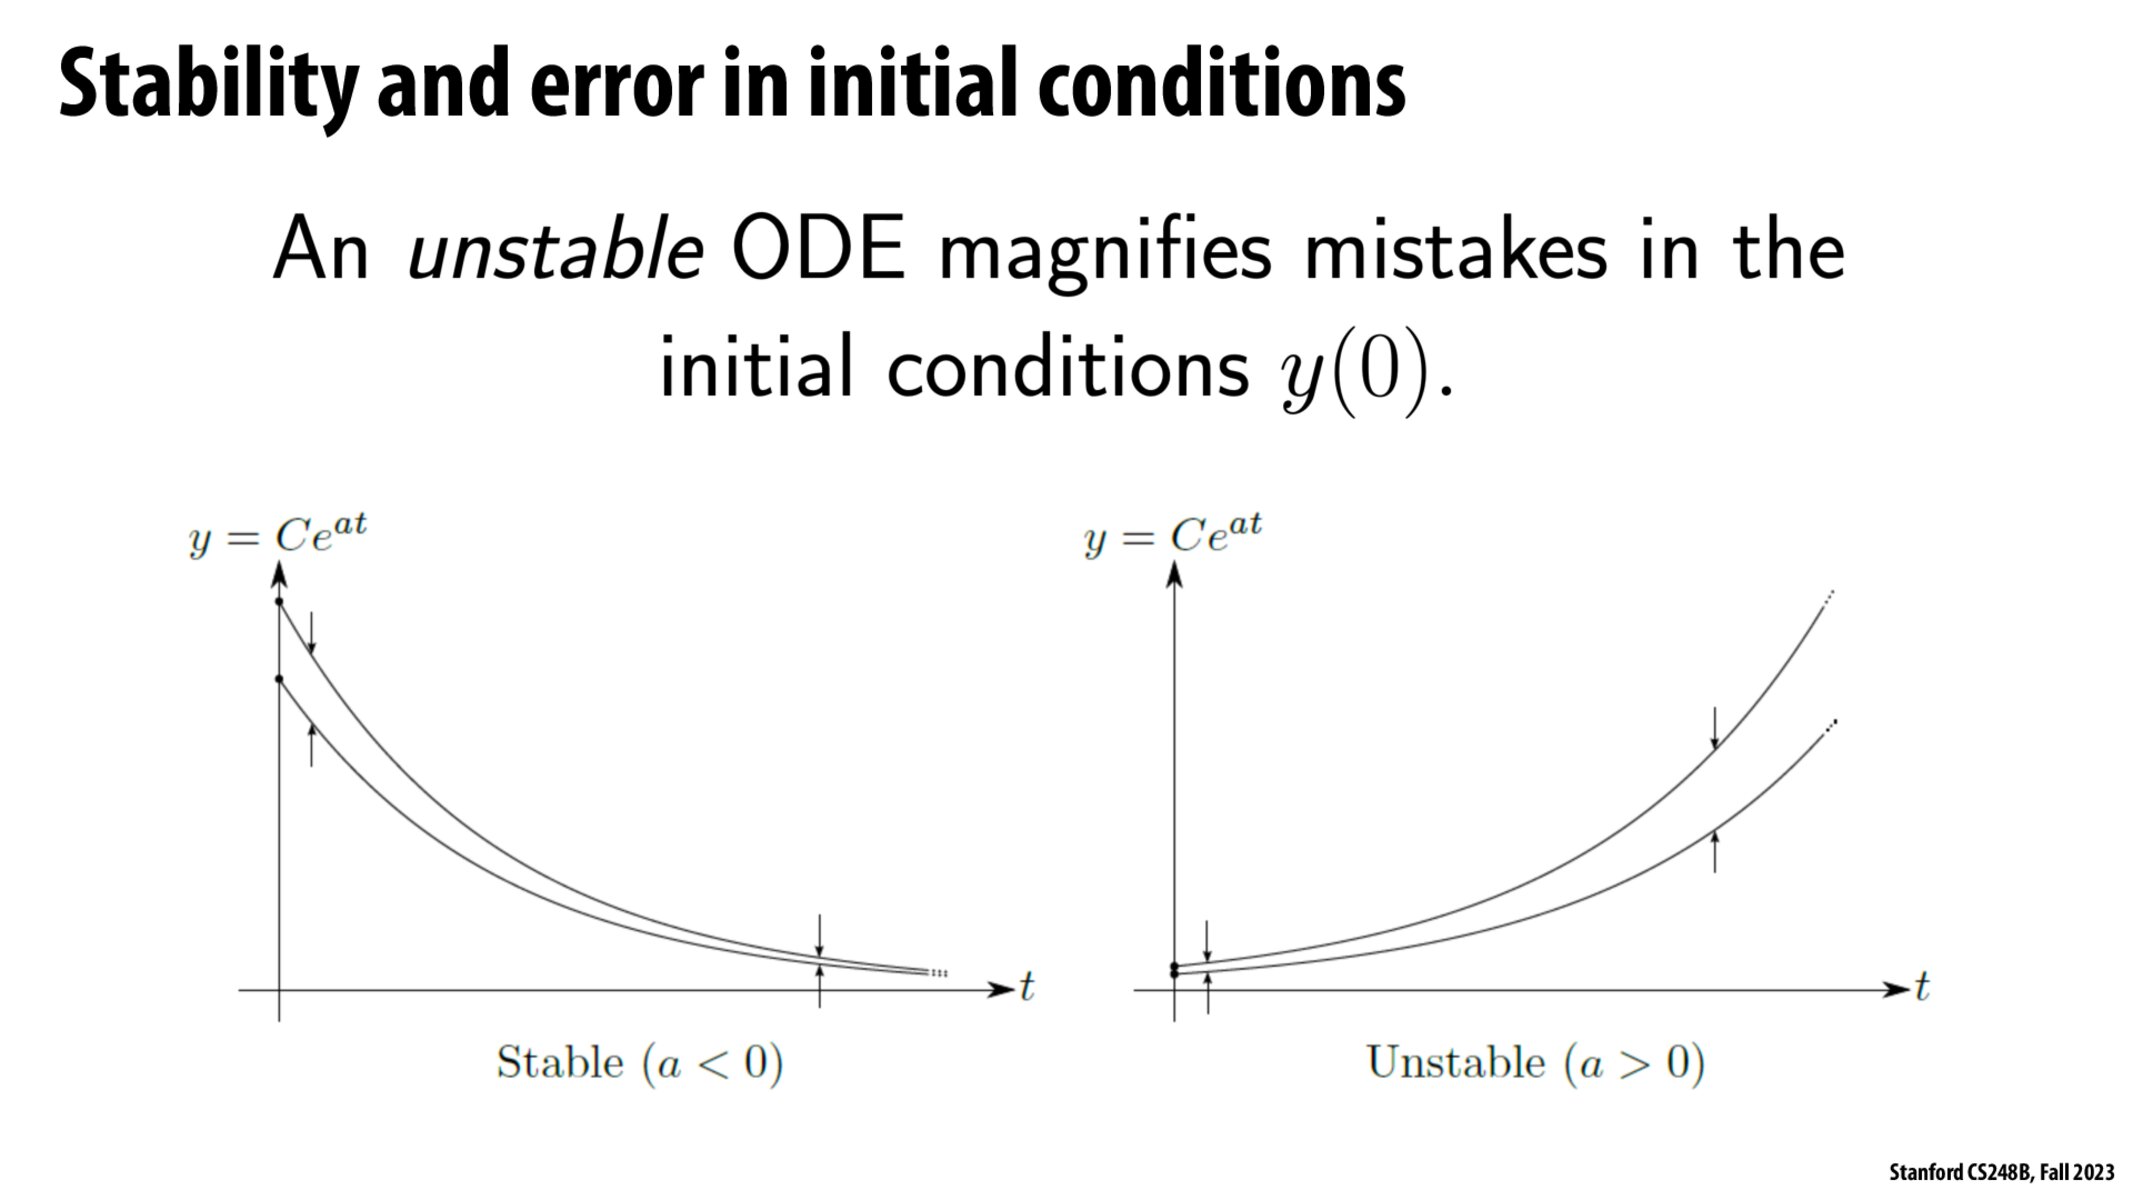 Stability and error in initial conditions
An unstable ODE magnifies mistakes in the
initial conditions y(0).
y = Ce^{at}
t
Stable (a < 0)
y = Ce^{at}
t
Unstable (a > 0)
Stanford CS248B, Fall 2023